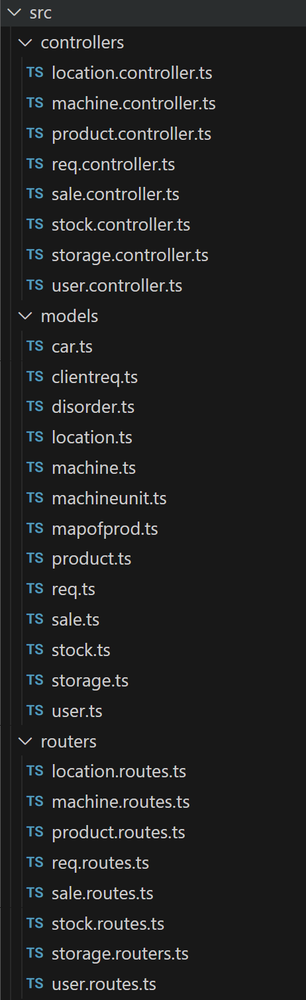 src
controllers
TS location.controller.ts
TS machine.controller.ts
TS product.controller.ts
TS req.controller.ts
TS sale.controller.ts
TS stock.controller.ts
TS storage.controller.ts
TS user.controller.ts
models
TS car.ts
TS clientreq.ts
TS disorder.ts
TS location.ts
TS machine.ts
TS machineunit.ts
TS mapofprod.ts
TS product.ts
TS req.ts
TS sale.ts
TS stock.ts
TS storage.ts
TS user.ts
routers
TS location.routes.ts
TS machine.routes.ts
TS product.routes.ts
TS req.routes.ts
TS sale.routes.ts
TS stock.routes.ts
TS storage.routers.ts
TS user.routes.ts